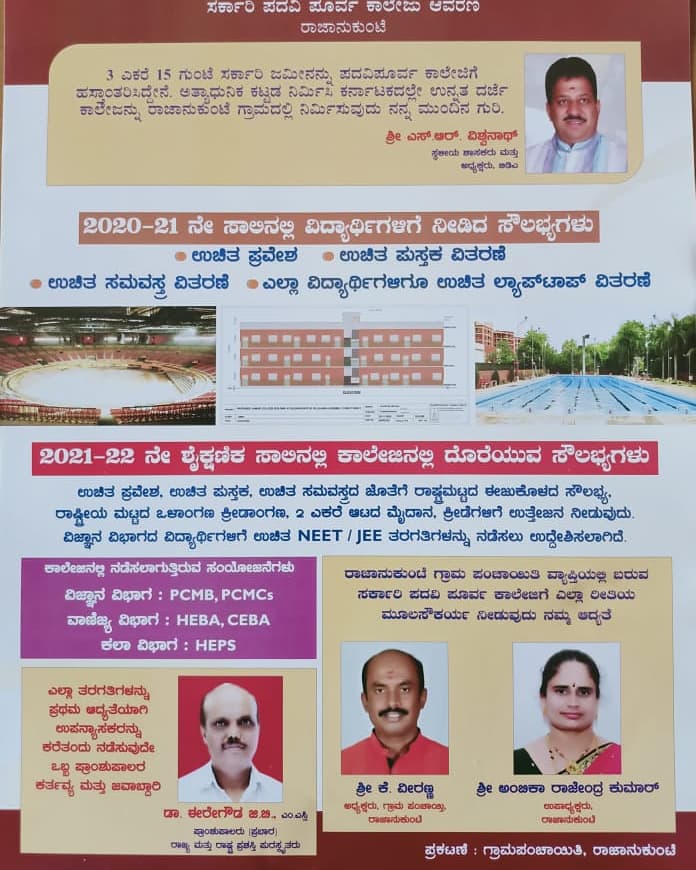 ಸರ್ಕಾರಿ ಪದವಿ ಪೂರ್ವ ಕಾಲೇಜು ಆವರಣ
ರಾಜಾನುಕುಂಟೆ
3 ಎಕರೆ 15 ಗುಂಟೆ ಸರ್ಕಾರಿ ಜಮೀನನ್ನು ಪದವಿಪೂರ್ವ ಕಾಲೇಜಿಗೆ
ಹಸ್ತಾಂತರಿಸಿದ್ದೇನೆ. ಅತ್ಯಾಧುನಿಕ ಕಟ್ಟಡ ನಿರ್ಮಿಸಿ ಕರ್ನಾಟಕದಲ್ಲೇ ಉನ್ನತ ದರ್ಜೆ
ಕಾಲೇಜನ್ನು ರಾಜಾನುಕುಂಟೆ ಗ್ರಾಮದಲ್ಲಿ ನಿರ್ಮಿಸುವುದು ನನ್ನ ಮುಂದಿನ ಗುರಿ.
ಶ್ರೀ ಎಸ್.ಆರ್. ವಿಶ್ವನಾಥ್
ಸ್ಥಳೀಯ ಶಾಸಕರು ಮತ್ತು
ಅಧ್ಯಕ್ಷರು, ಬಿಡಿಎ
2020-21 ನೇ ಸಾಲಿನಲ್ಲಿ ವಿದ್ಯಾರ್ಥಿಗಳಿಗೆ ನೀಡಿದ ಸೌಲಭ್ಯಗಳು
ಉಚಿತ ಪ್ರವೇಶ ಉಚಿತ ಪುಸ್ತಕ ವಿತರಣೆ
ಉಚಿತ ಸಮವಸ್ತ್ರ ವಿತರಣೆ ಎಲ್ಲಾ ವಿದ್ಯಾರ್ಥಿಗಳಿಗೂ ಉಚಿತ ಲ್ಯಾಪ್‌ಟಾಪ್ ವಿತರಣೆ
2021-22 ನೇ ಶೈಕ್ಷಣಿಕ ಸಾಲಿನಲ್ಲಿ ಕಾಲೇಜಿನಲ್ಲಿ ದೊರೆಯುವ ಸೌಲಭ್ಯಗಳು
ಉಚಿತ ಪ್ರವೇಶ, ಉಚಿತ ಪುಸ್ತಕ, ಉಚಿತ ಸಮವಸ್ತ್ರದ ಜೊತೆಗೆ ರಾಷ್ಟ್ರಮಟ್ಟದ ಈಜುಕೊಳದ ಸೌಲಭ್ಯ,
ರಾಷ್ಟ್ರೀಯ ಮಟ್ಟದ ಒಳಾಂಗಣ ಕ್ರೀಡಾಂಗಣ, 2 ಎಕರೆ ಆಟದ ಮೈದಾನ, ಕ್ರೀಡೆಗಳಿಗೆ ಉತ್ತೇಜನ ನೀಡುವುದು.
ವಿಜ್ಞಾನ ವಿಭಾಗದ ವಿದ್ಯಾರ್ಥಿಗಳಿಗೆ ಉಚಿತ NEET / JEE ತರಗತಿಗಳನ್ನು ನಡೆಸಲು ಉದ್ದೇಶಿಸಲಾಗಿದೆ.
ಕಾಲೇಜಿನಲ್ಲಿ ನಡೆಸಲಾಗುತ್ತಿರುವ ಸಂಯೋಜನೆಗಳು
ವಿಜ್ಞಾನ ವಿಭಾಗ : PCMB, PCMCs
ವಾಣಿಜ್ಯ ವಿಭಾಗ : HEBA, CEBA
ಕಲಾ ವಿಭಾಗ : HEPS
ರಾಜಾನುಕುಂಟೆ ಗ್ರಾಮ ಪಂಚಾಯಿತಿ ವ್ಯಾಪ್ತಿಯಲ್ಲಿ ಬರುವ
ಸರ್ಕಾರಿ ಪದವಿ ಪೂರ್ವ ಕಾಲೇಜಿಗೆ ಎಲ್ಲಾ ರೀತಿಯ
ಮೂಲಸೌಕರ್ಯ ನೀಡುವುದು ನಮ್ಮ ಆದ್ಯತೆ
ಎಲ್ಲಾ ತರಗತಿಗಳನ್ನು
ಪ್ರಥಮ ಆದ್ಯತೆಯಾಗಿ
ಉಪನ್ಯಾಸಕರನ್ನು
ಕರೆತಂದು ನಡೆಸುವುದೇ
ಒಬ್ಬ ಪ್ರಾಂಶುಪಾಲರ
ಕರ್ತವ್ಯ ಮತ್ತು ಜವಾಬ್ದಾರಿ
ಡಾ. ಈರೇಗೌಡ ಜಿ.ಬಿ., ಎಂ.ಎಸ್ಸಿ
ಪ್ರಾಂಶುಪಾಲರು (ಪ್ರಭಾರ)
ರಾಜ್ಯ ಮತ್ತು ರಾಷ್ಟ್ರ ಪ್ರಶಸ್ತಿ ಪುರಸ್ಕೃತರು
ಶ್ರೀ ಕೆ. ವೀರಣ್ಣ
ಅಧ್ಯಕ್ಷರು, ಗ್ರಾಮ ಪಂಚಾಯ್ತಿ,
ರಾಜಾನುಕುಂಟೆ
ಶ್ರೀ ಅಂಬಿಕಾ ರಾಜೇಂದ್ರ ಕುಮಾರ್
ಉಪಾಧ್ಯಕ್ಷರು,
ರಾಜಾನುಕುಂಟೆ
ಪ್ರಕಟಣೆ : ಗ್ರಾಮಪಂಚಾಯಿತಿ, ರಾಜಾನುಕುಂಟೆ